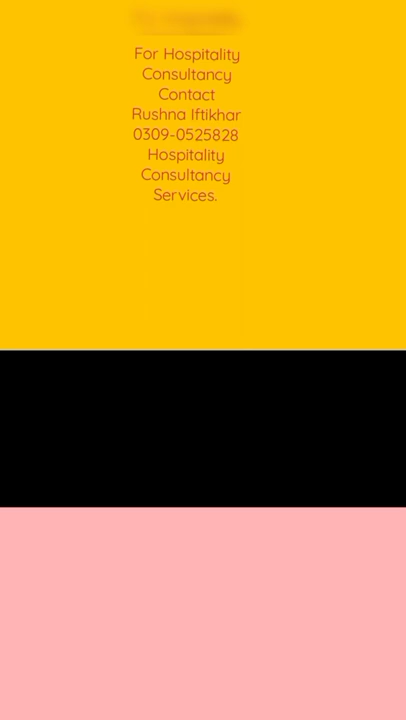 For Hospitality
Consultancy
Contact
Rushna Iftikhar
0309-0525828
Hospitality
Consultancy
Services.